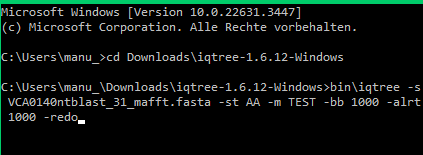 Microsoft Windows [Version 10.0.22631.3447]
(c) Microsoft Corporation. Alle Rechte vorbehalten.
C:\Users\manu_>cd Downloads\iqtree-1.6.12-Windows
C:\Users\manu_\Downloads\iqtree-1.6.12-Windows>bin\iqtree -s
VCA0140ntblast_31_mafft.fasta -st AA -m TEST -bb 1000 -alrt
1000 -redo